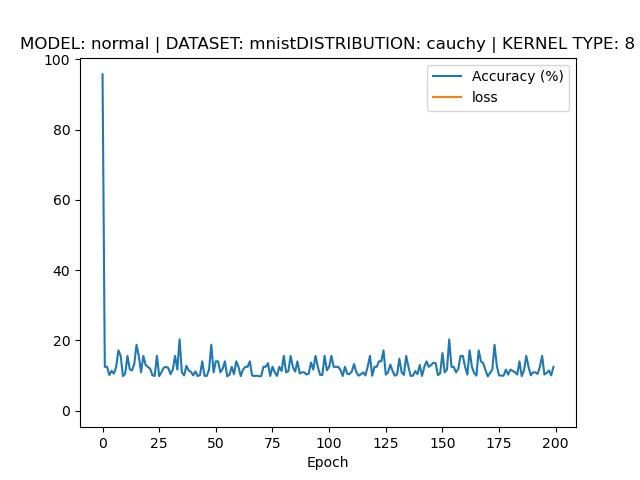 MODEL: normal | DATASET: mnistDISTRIBUTION: cauchy | KERNEL TYPE: 8
Accuracy (%)
loss
100
80
60
40
20
0
0 25 50 75 100 125 150 175 200
Epoch